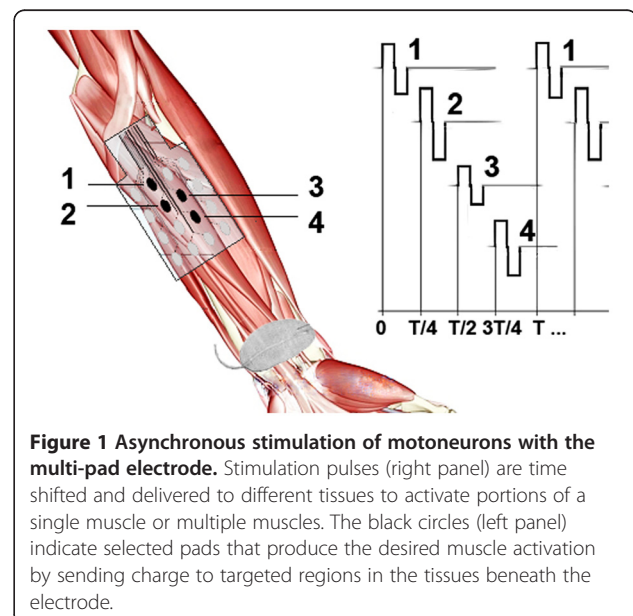 1
2
3
4
1
2
3
4
1
0 T/4 T/2 3T/4 T ...
Figure 1 Asynchronous stimulation of motoneurons with the
multi-pad electrode. Stimulation pulses (right panel) are time
shifted and delivered to different tissues to activate portions of a
single muscle or multiple muscles. The black circles (left panel)
indicate selected pads that produce the desired muscle activation
by sending charge to targeted regions in the tissues beneath the
electrode.